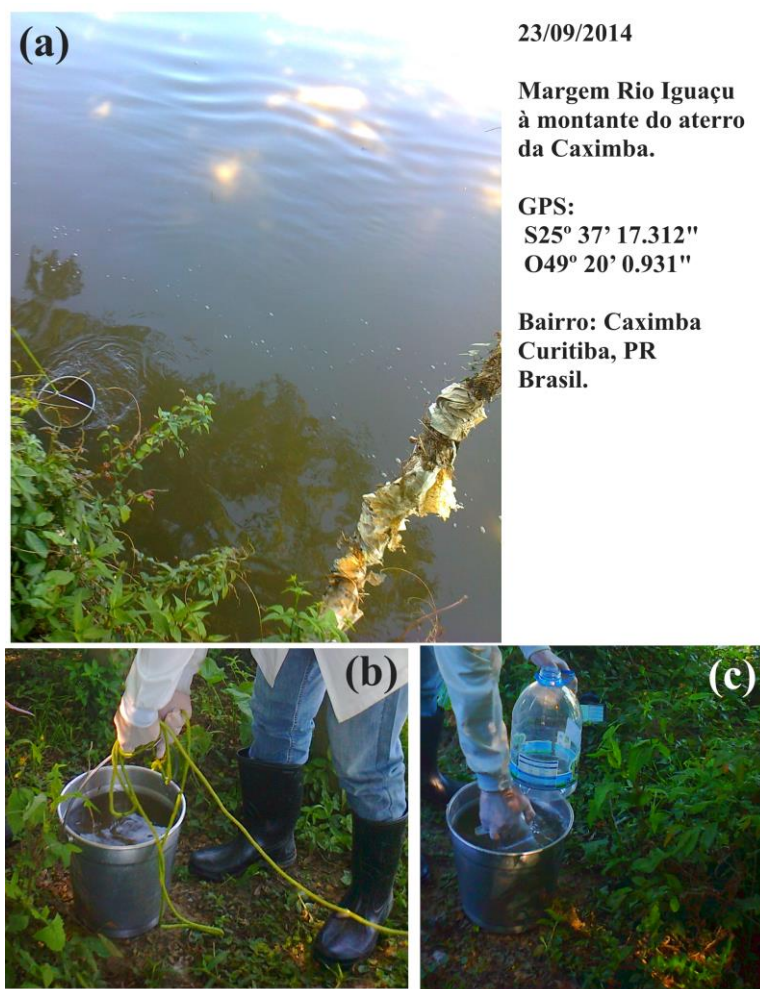 (a)
23/09/2014
Margem Rio Iguaçu
à montante do aterro
da Caximba.
GPS:
S25º 37' 17.312"
O49º 20' 0.931"
Bairro: Caximba
Curitiba, PR
Brasil.
(b)
(c)